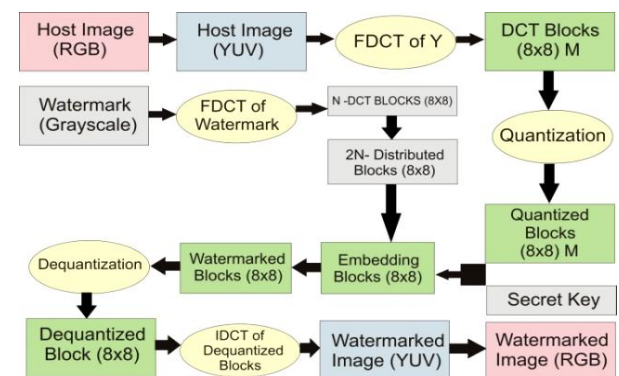 Host Image
(RGB)
Host Image
(YUV)
FDCT of Y
DCT Blocks
(8x8) M
Watermark
(Grayscale)
FDCT of
Watermark
N -DCT BLOCKS (8X8)
Quantization
2N- Distributed
Blocks (8x8)
Quantized
Blocks
(8x8) M
Dequantization
Watermarked
Blocks (8x8)
Embedding
Blocks (8x8)
Secret Key
Dequantized
Block (8x8)
IDCT of
Dequantized
Blocks
Watermarked
Image (YUV)
Watermarked
Image (RGB)